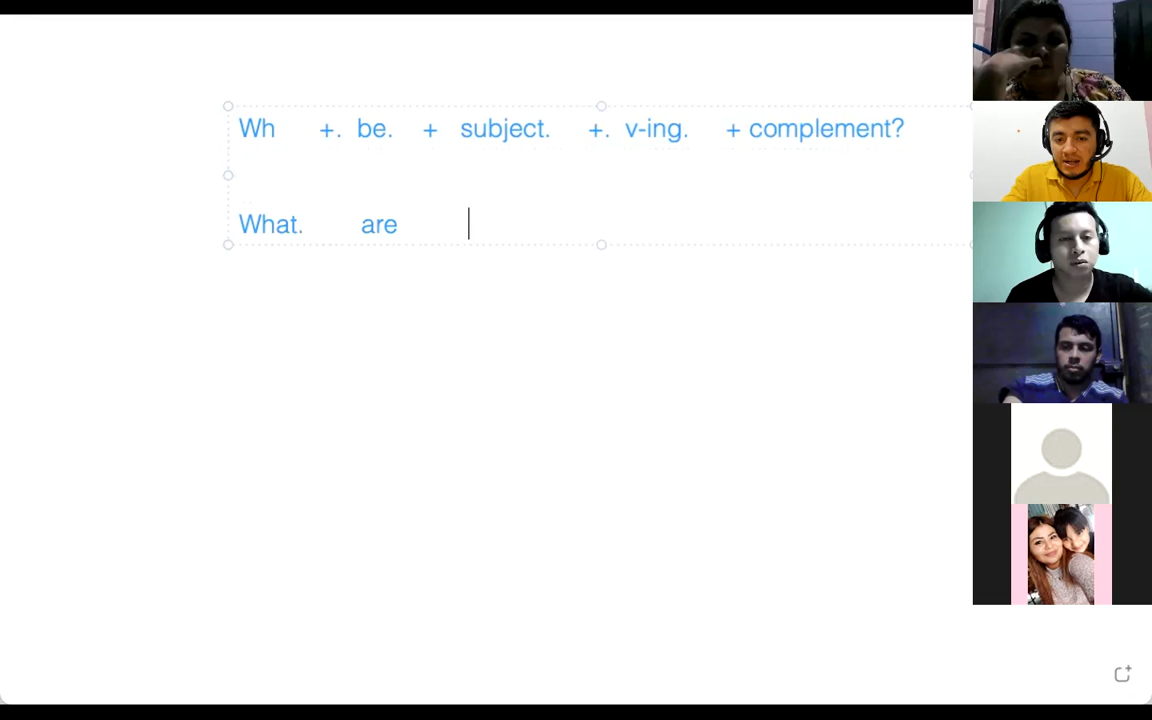 Wh +. be. + subject. +. v-ing. + complement?
What. are